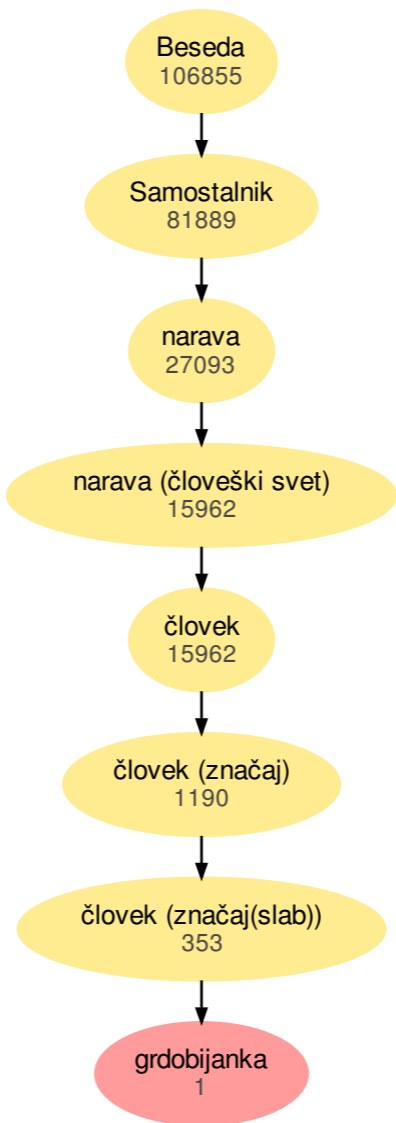 Beseda
106855
Samostalnik
81889
narava
27093
narava (človeški svet)
15962
človek
15962
človek (značaj)
1190
človek (značaj(slab))
353
grdobijanka
1